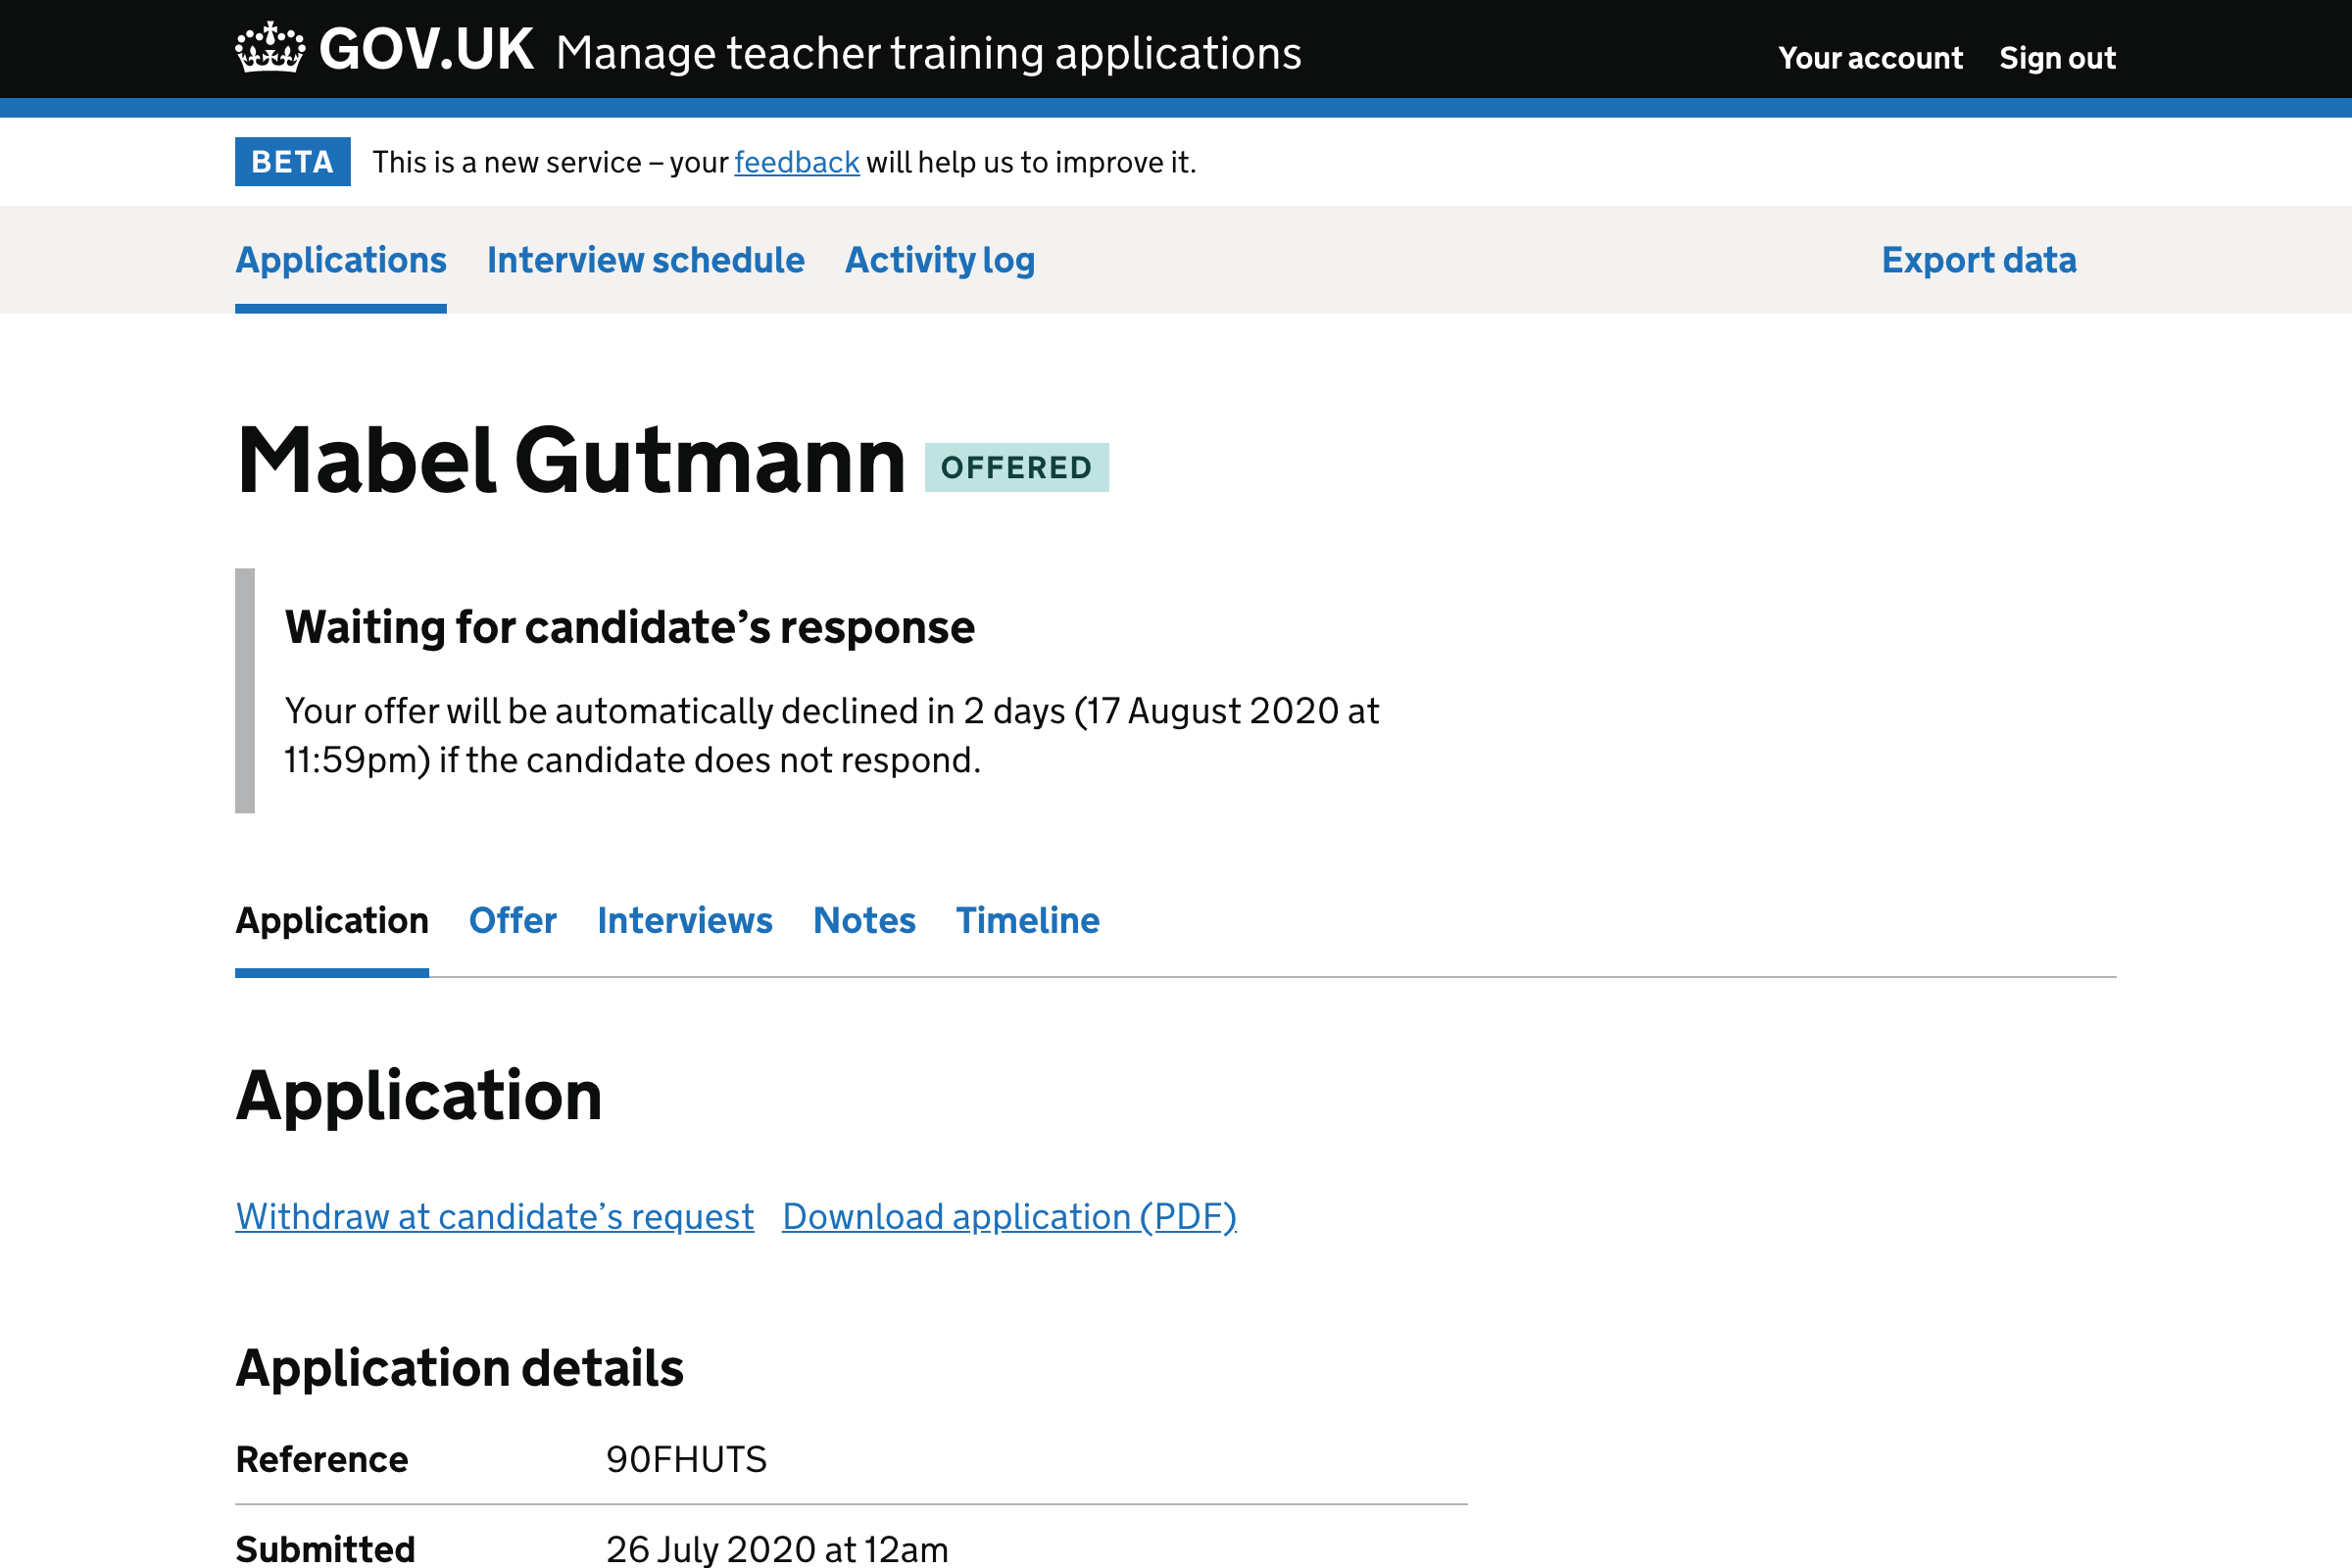 GOV.UK Manage teacher training applications Your account Sign out
BETA This is a new service – your feedback will help us to improve it.
Applications Interview schedule Activity log Export data
Mabel Gutmann OFFERED
Waiting for candidate’s response
Your offer will be automatically declined in 2 days (17 August 2020 at
11:59pm) if the candidate does not respond.
Application Offer Interviews Notes Timeline
Application
Withdraw at candidate’s request Download application (PDF)
Application details
Reference 90FHUTS
Submitted 26 July 2020 at 12am